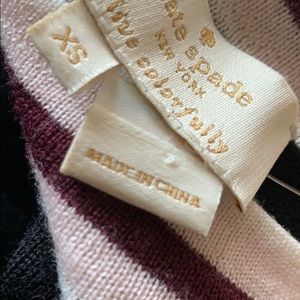 kate spade
NEW YORK
live colorfully
XS
MADE IN CHINA